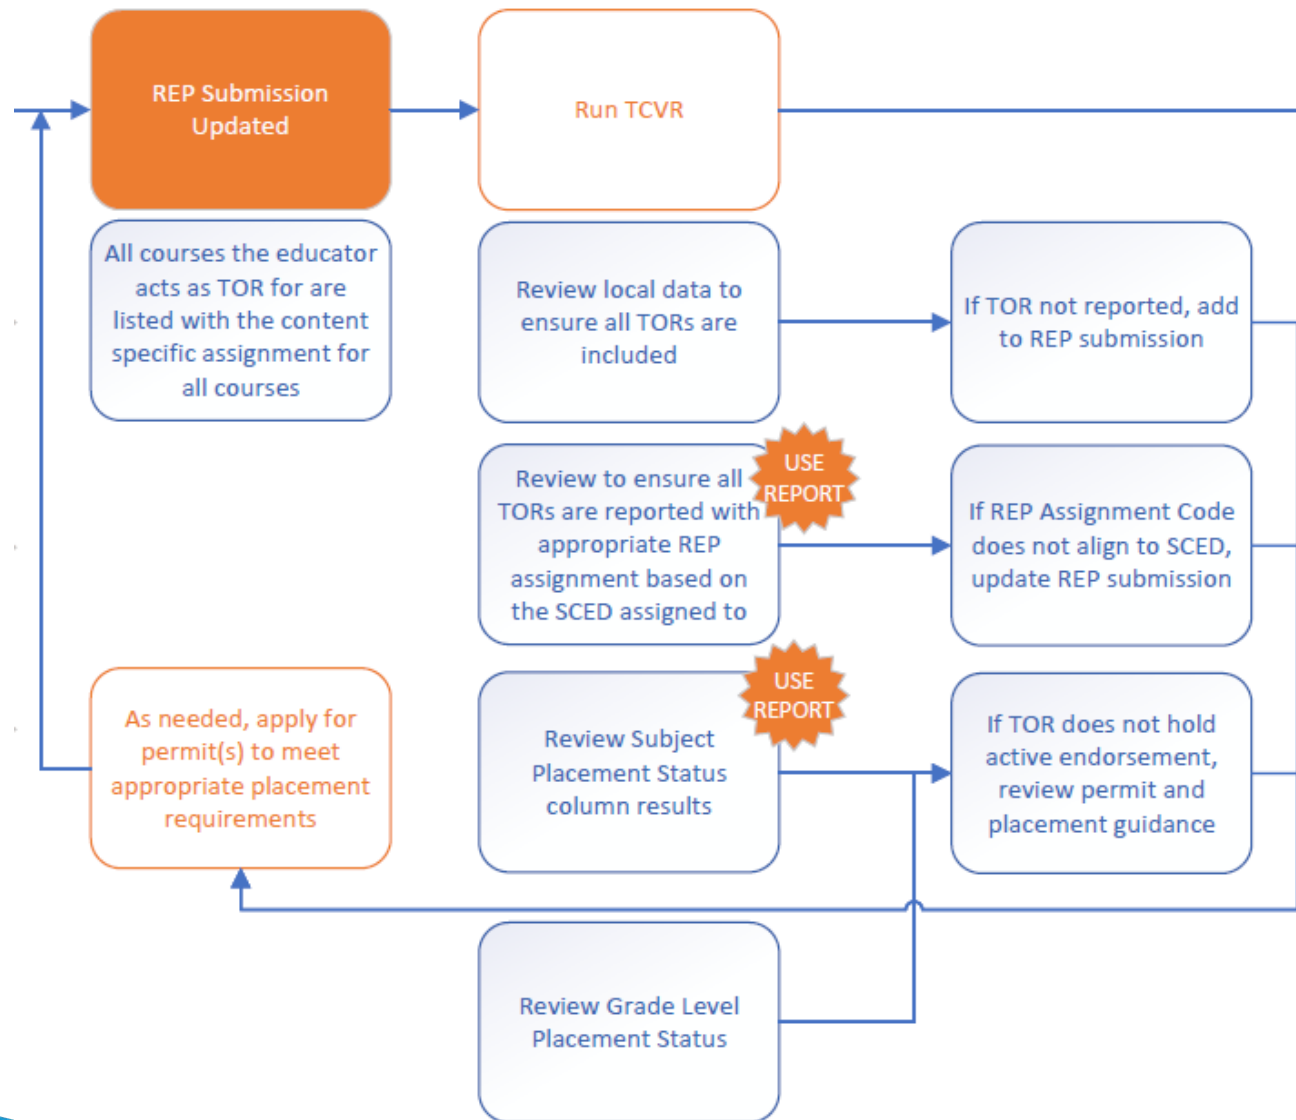 REP Submission
Updated
Run TCVR
All courses the educator
acts as TOR for are
listed with the content
specific assignment for
all courses
Review local data to
ensure all TORs are
included
If TOR not reported, add
to REP submission
USE
REPORT
Review to ensure all
TORs are reported with
appropriate REP
assignment based on
the SCED assigned to
If REP Assignment Code
does not align to SCED,
update REP submission
As needed, apply for
permit(s) to meet
appropriate placement
requirements
USE
REPORT
Review Subject
Placement Status
column results
If TOR does not hold
active endorsement,
review permit and
placement guidance
Review Grade Level
Placement Status